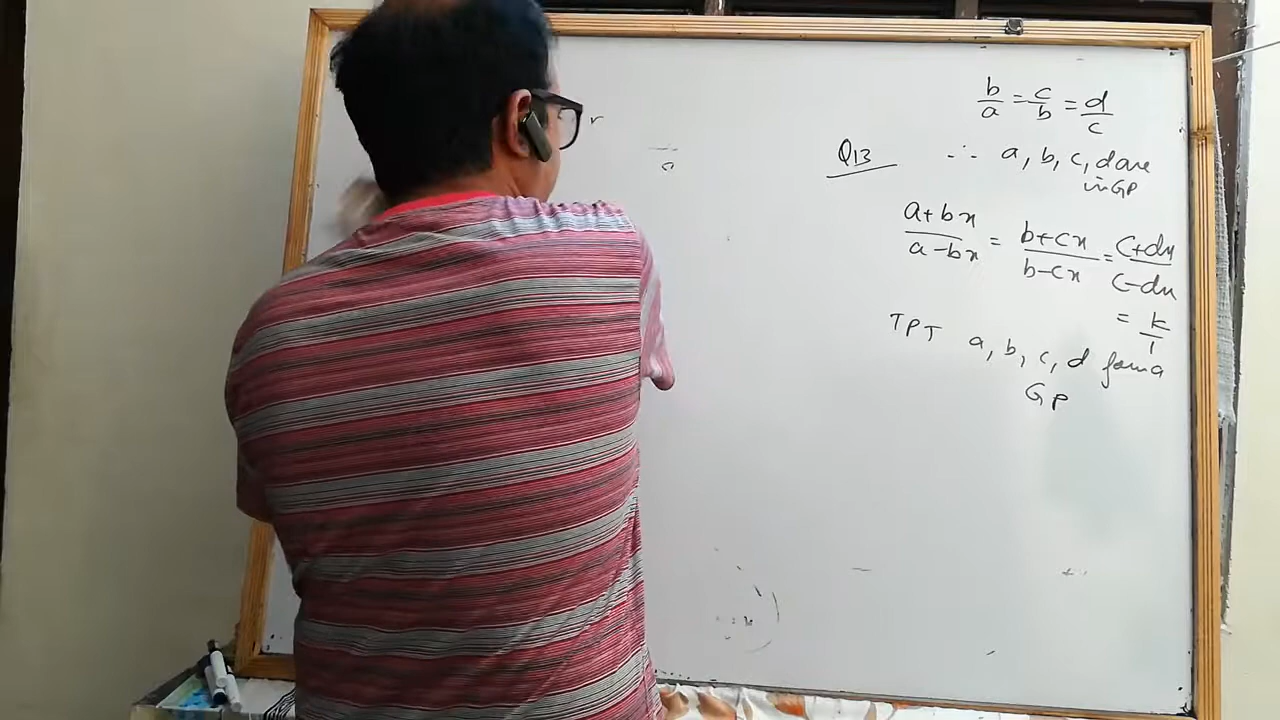 b/a = c/b = d/c
Q13 ∴ a, b, c, d are
in GP
(a+bx)/(a-bx) = (b+cx)/(b-cx) = (c+dx)/(c-dx)
= k/1
TPT a, b, c, d form a
GP
r
a